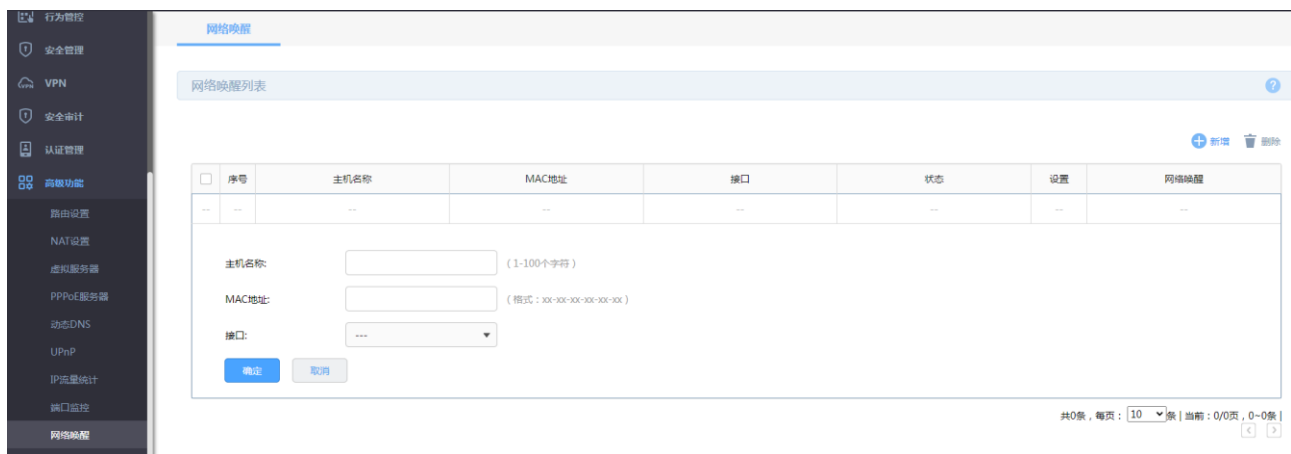 行为管控
安全管理
VPN
安全审计
认证管理
高级功能
路由设置
NAT设置
虚拟服务器
PPPoE服务器
动态DNS
UPnP
IP流量统计
端口监控
网络唤醒
网络唤醒
网络唤醒列表
新增 删除
序号 主机名称 MAC地址 接口 状态 设置 网络唤醒
-- -- -- -- -- -- -- --
主机名称: (1-100个字符)
MAC地址: (格式:xx-xx-xx-xx-xx-xx)
接口: ---
确定 取消
共0条,每页: 10 条 | 当前:0/0页,0~0条 |